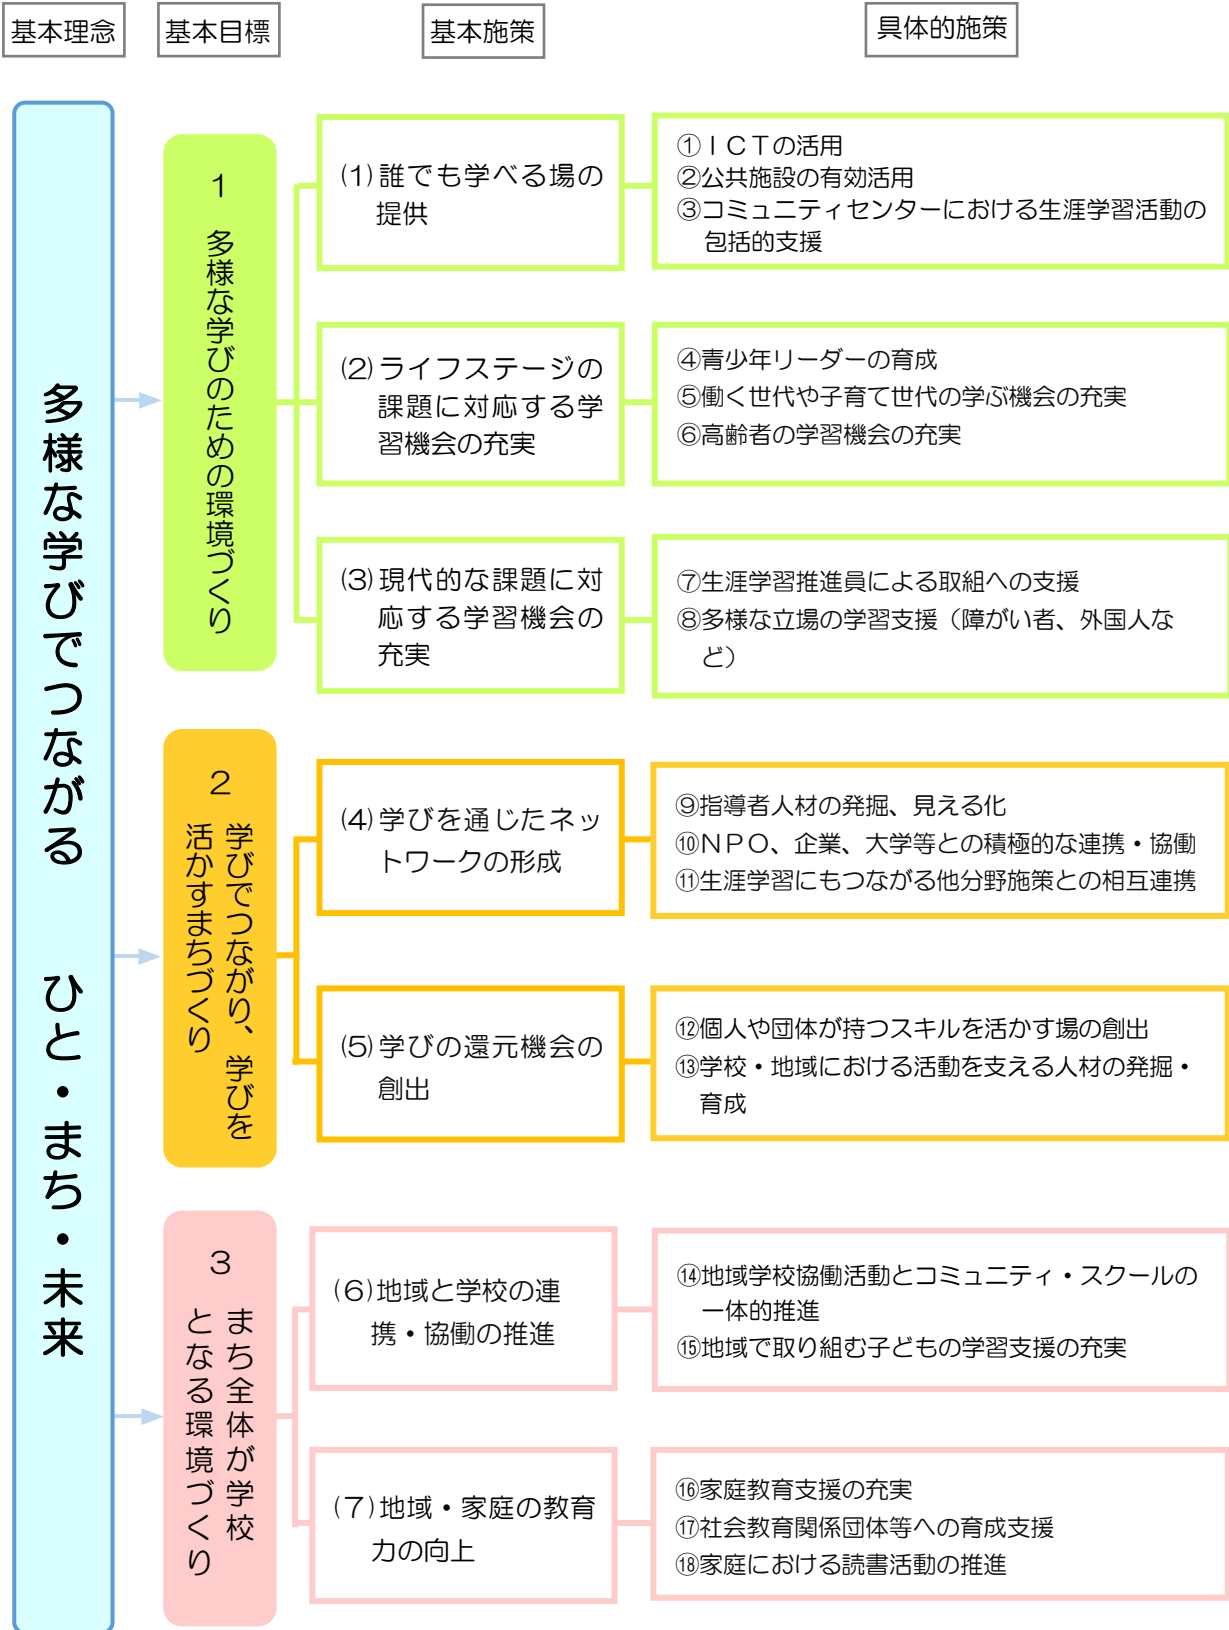 基本理念
基本目標
基本施策
具体的施策
多様な学びでつながる　ひと・まち・未来
1　多様な学びのための環境づくり
(1)誰でも学べる場の
提供
①ICTの活用
②公共施設の有効活用
③コミュニティセンターにおける生涯学習活動の
包括的支援
(2)ライフステージの
課題に対応する学
習機会の充実
④青少年リーダーの育成
⑤働く世代や子育て世代の学ぶ機会の充実
⑥高齢者の学習機会の充実
(3)現代的な課題に対
応する学習機会の
充実
⑦生涯学習推進員による取組への支援
⑧多様な立場の学習支援（障がい者、外国人な
ど）
2
学びでつながり、学びを
活かすまちづくり
(4)学びを通じたネッ
トワークの形成
⑨指導者人材の発掘、見える化
⑩NPO、企業、大学等との積極的な連携・協働
⑪生涯学習にもつながる他分野施策との相互連携
(5)学びの還元機会の
創出
⑫個人や団体が持つスキルを活かす場の創出
⑬学校・地域における活動を支える人材の発掘・
育成
3
まち全体が学校
となる環境づくり
(6)地域と学校の連
携・協働の推進
⑭地域学校協働活動とコミュニティ・スクールの
一体的推進
⑮地域で取り組む子どもの学習支援の充実
(7)地域・家庭の教育
力の向上
⑯家庭教育支援の充実
⑰社会教育関係団体等への育成支援
⑱家庭における読書活動の推進